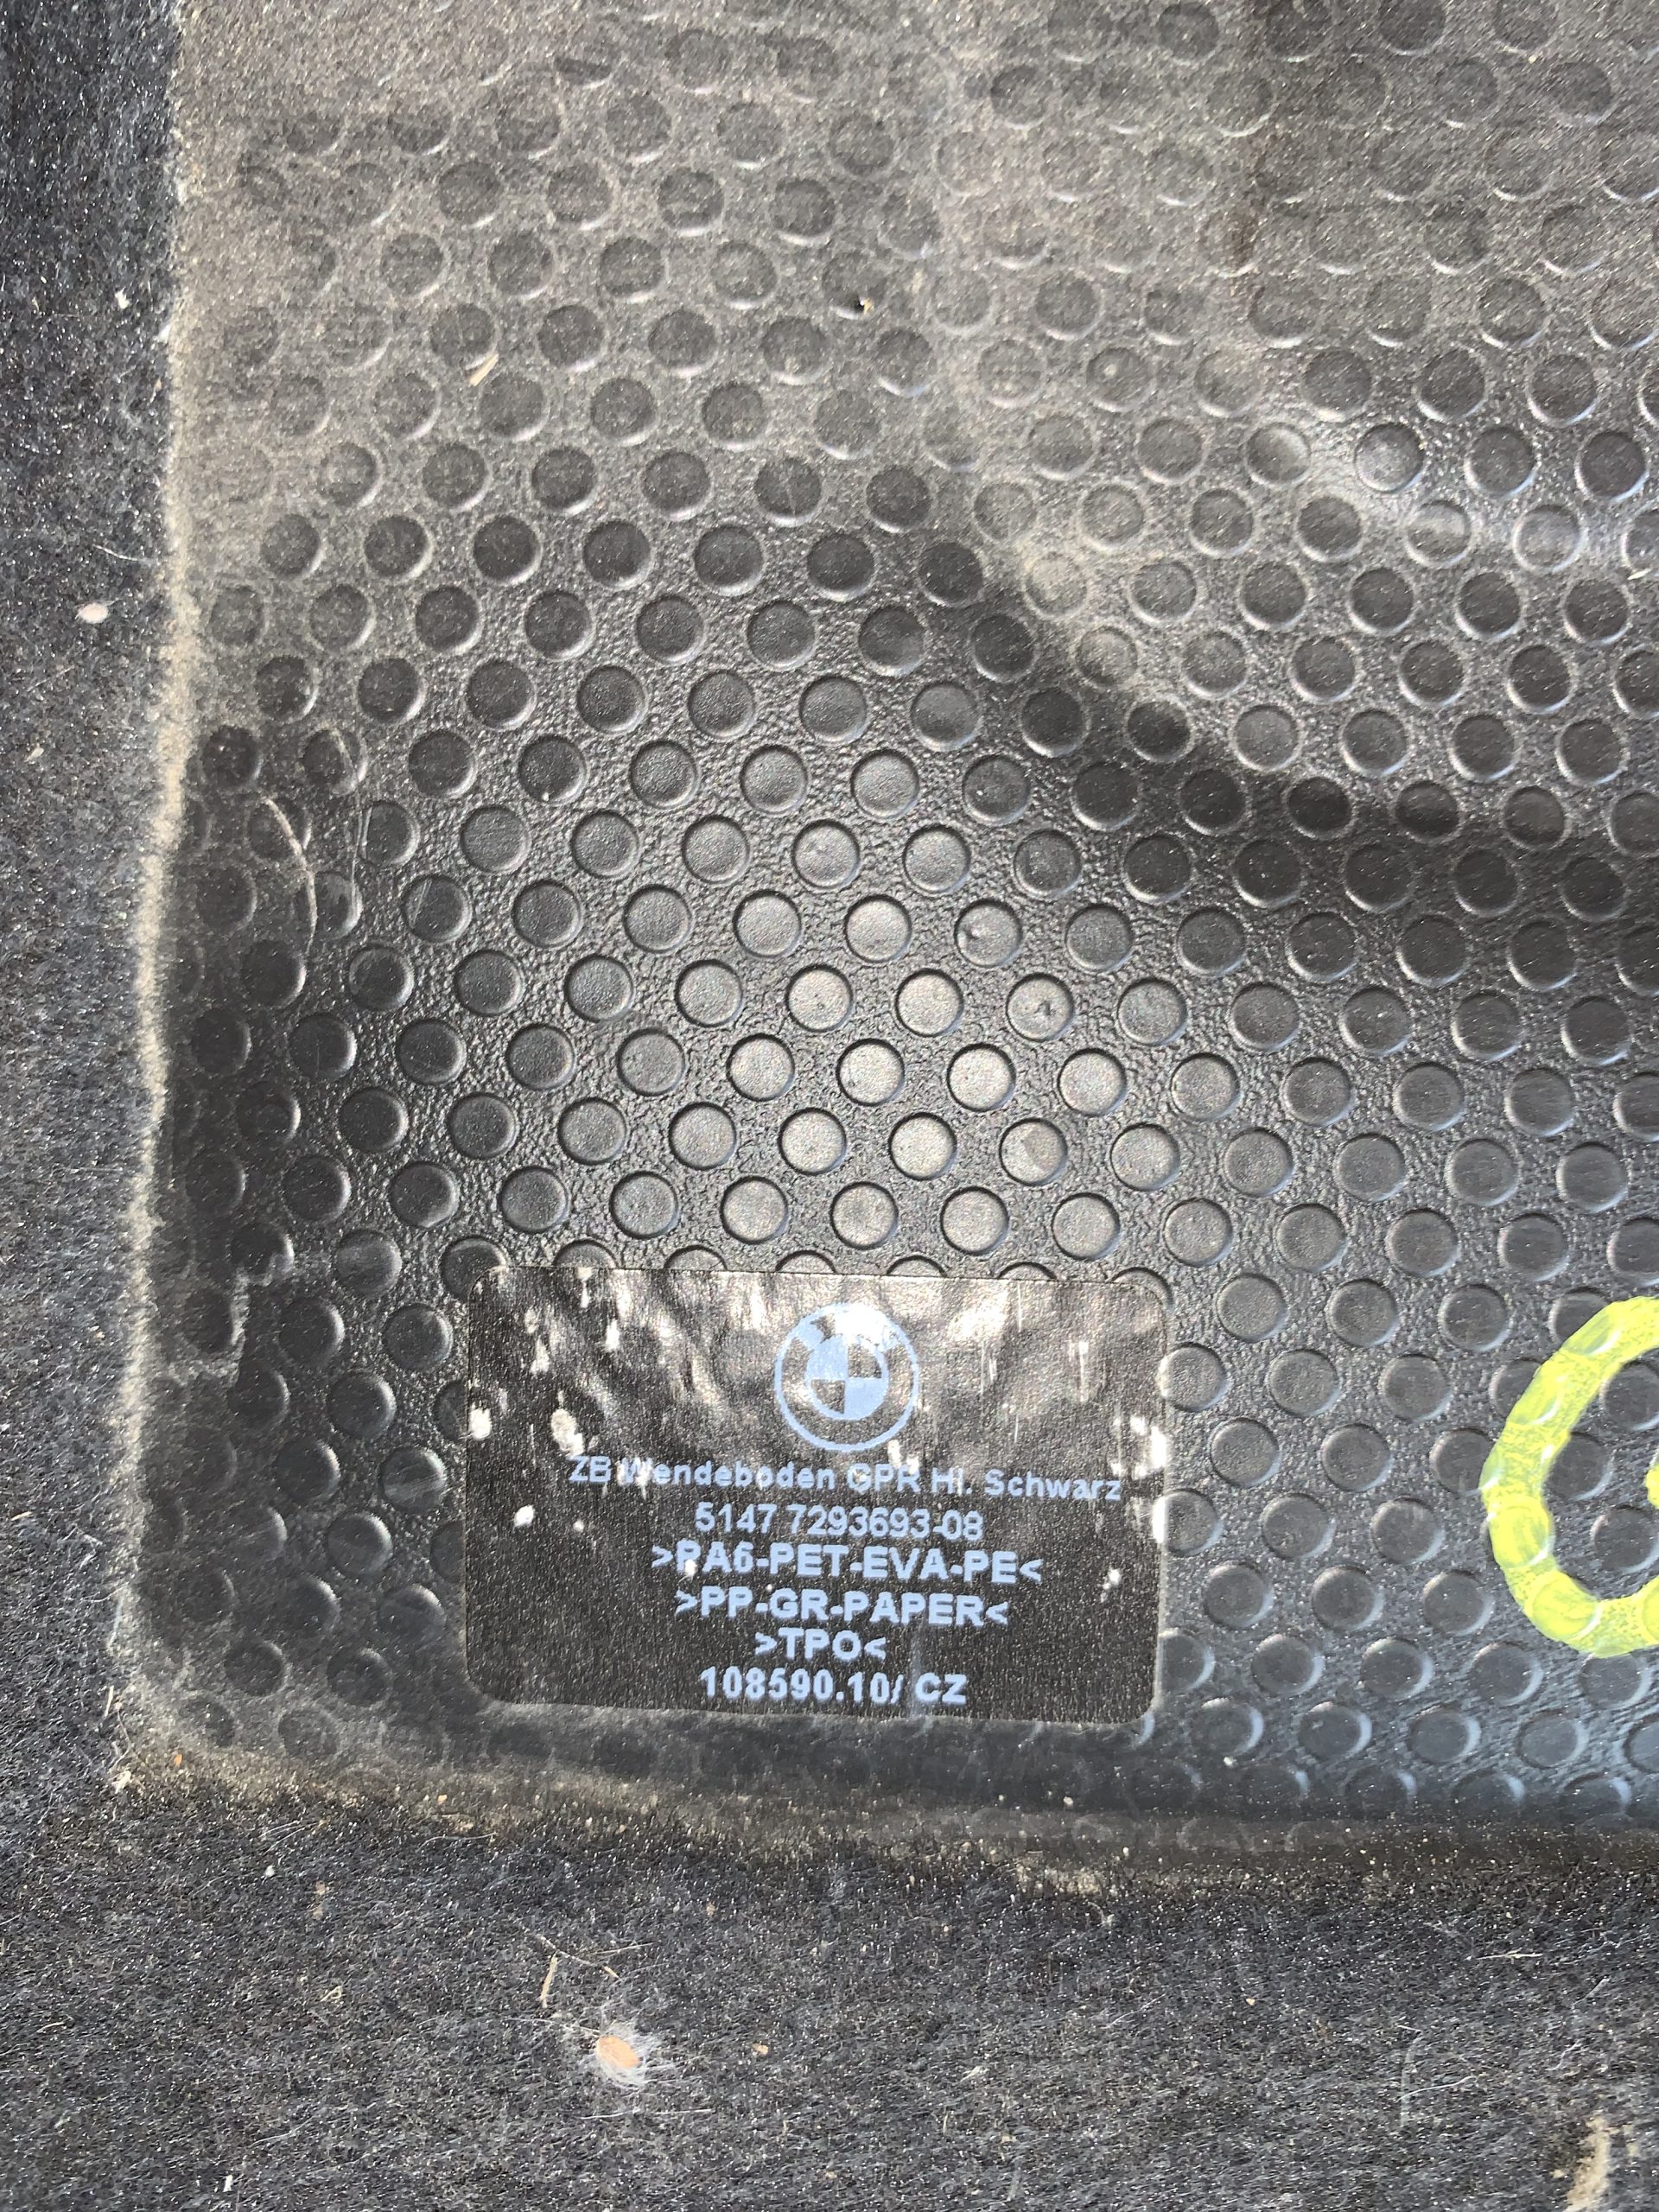 ZB Wendeboden GPR HI. Schwarz
5147 7293693-08
>PA6-PET-EVA-PE<
>PP-GR-PAPER<
>TPO<
108590.10/ CZ